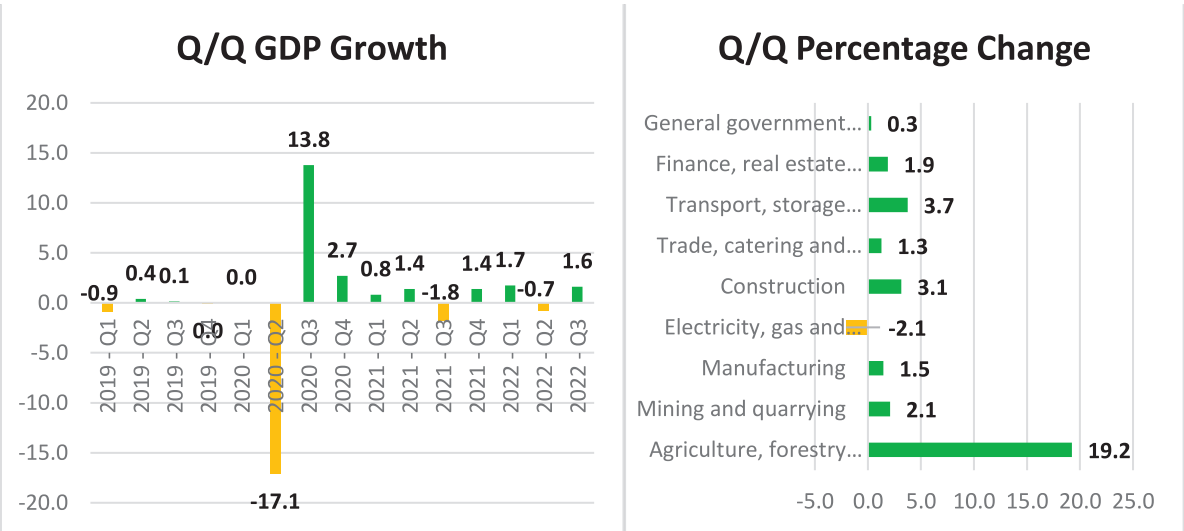 Q/Q GDP Growth
20.0
15.0
10.0
5.0
0.0
-5.0
-10.0
-15.0
-20.0
-0.9
0.4
0.1
0.0
0.0
-17.1
13.8
2.7
0.8
1.4
-1.8
1.4
1.7
-0.7
1.6
2019 - Q1
2019 - Q2
2019 - Q3
2019 - Q4
2020 - Q1
2020 - Q2
2020 - Q3
2020 - Q4
2021 - Q1
2021 - Q2
2021 - Q3
2021 - Q4
2022 - Q1
2022 - Q2
2022 - Q3
Q/Q Percentage Change
General government... 0.3
Finance, real estate... 1.9
Transport, storage... 3.7
Trade, catering and... 1.3
Construction 3.1
Electricity, gas and... -2.1
Manufacturing 1.5
Mining and quarrying 2.1
Agriculture, forestry... 19.2
-5.0 0.0 5.0 10.0 15.0 20.0 25.0